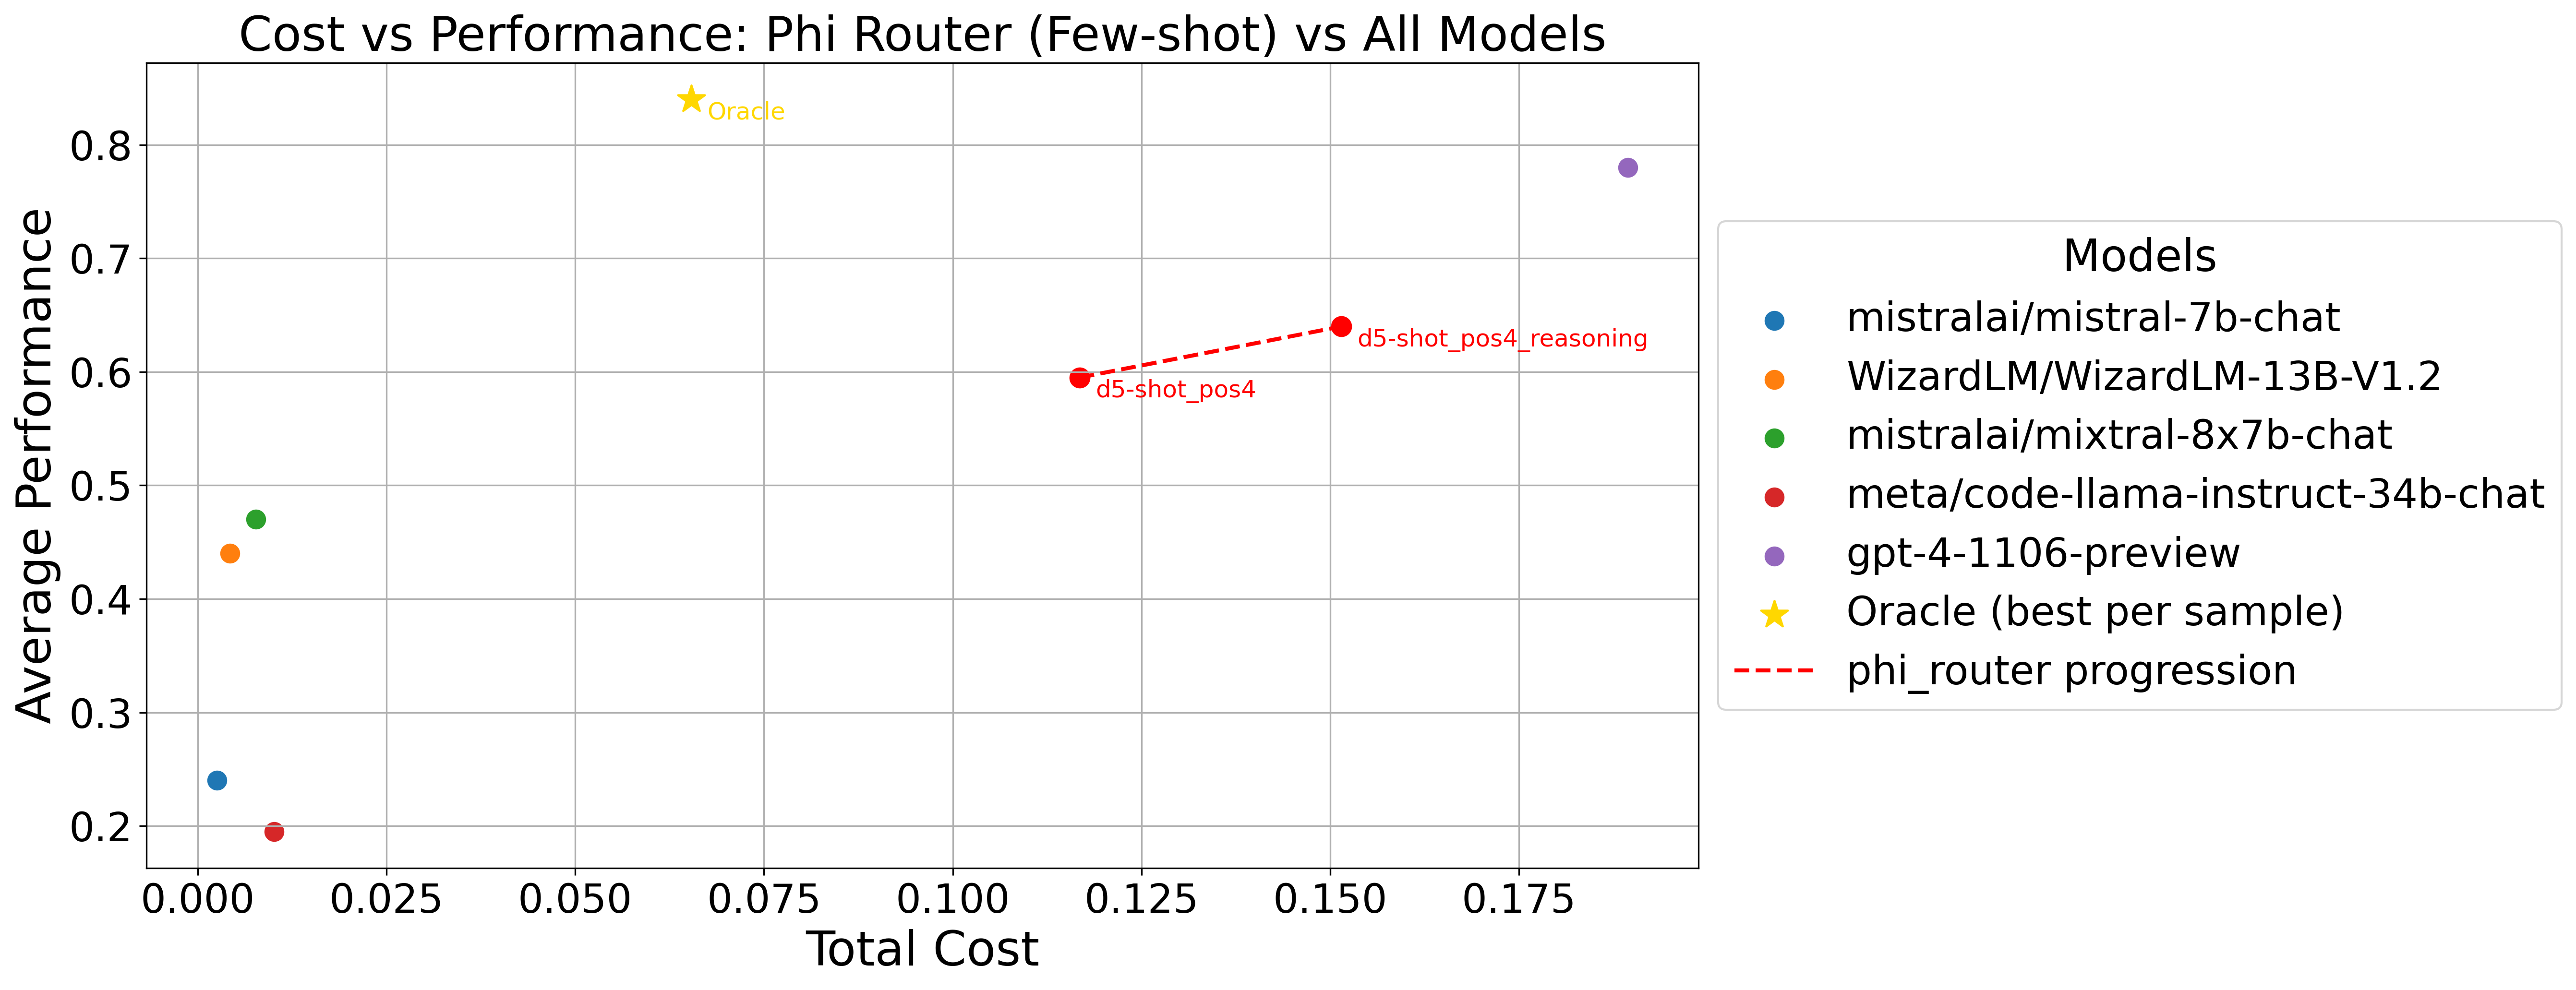 Cost vs Performance: Phi Router (Few-shot) vs All Models
Average Performance
0.8
0.7
0.6
0.5
0.4
0.3
0.2
Oracle
d5-shot_pos4_reasoning
d5-shot_pos4
0.000 0.025 0.050 0.075 0.100 0.125 0.150 0.175
Total Cost
Models
mistralai/mistral-7b-chat
WizardLM/WizardLM-13B-V1.2
mistralai/mixtral-8x7b-chat
meta/code-llama-instruct-34b-chat
gpt-4-1106-preview
Oracle (best per sample)
phi_router progression